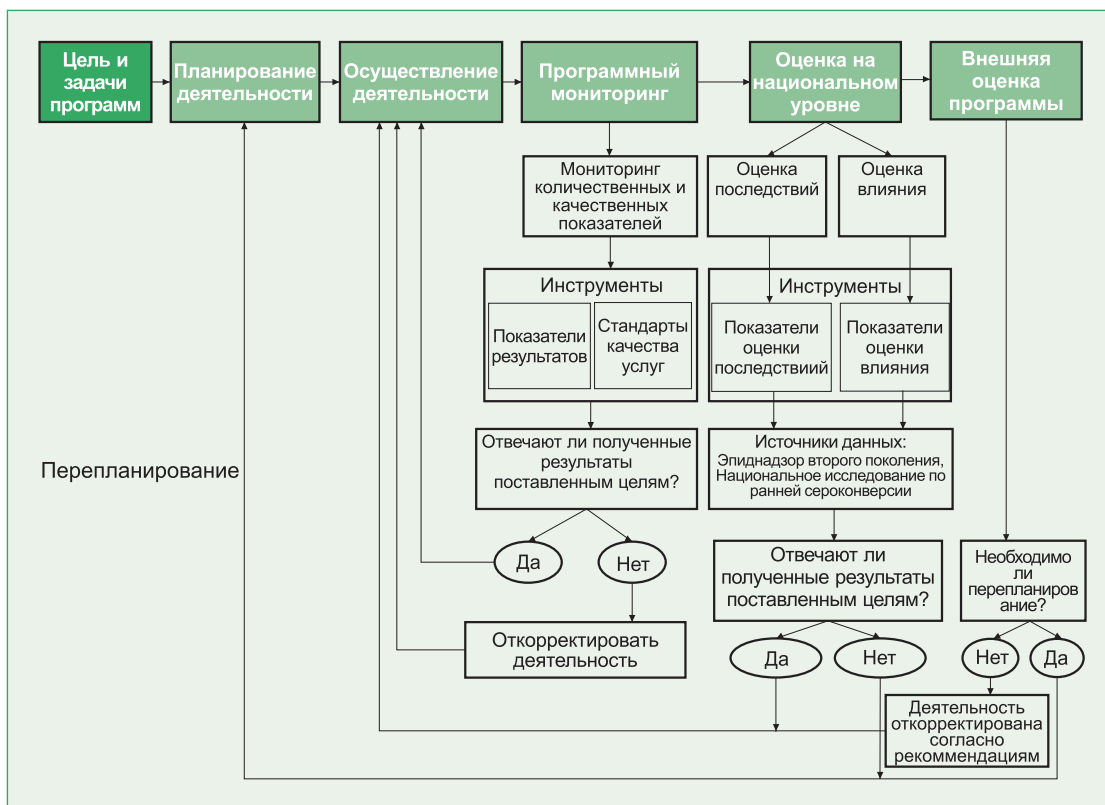 Цель и
задачи
программ
Планирование
деятельности
Осуществление
деятельности
Программный
мониторинг
Оценка на
национальном
уровне
Внешняя
оценка
программы
Мониторинг
количественных и
качественных
показателей
Оценка
последствий
Оценка
влияния
Инструменты
Показатели
результатов
Стандарты
качества
услуг
Инструменты
Показатели
оценки
последствиий
Показатели
оценки
влияния
Отвечают ли полученные
результаты
поставленным целям?
Источники данных:
Эпиднадзор второго поколения,
Национальное исследование по
ранней сероконверсии
Перепланирование
Да
Нет
Отвечают ли
полученные результаты
поставленным целям?
Необходимо
ли
перепланиров
ание?
Откорректировать
деятельность
Да
Нет
Нет
Да
Деятельность
откорректирована
согласно
рекоммендациям